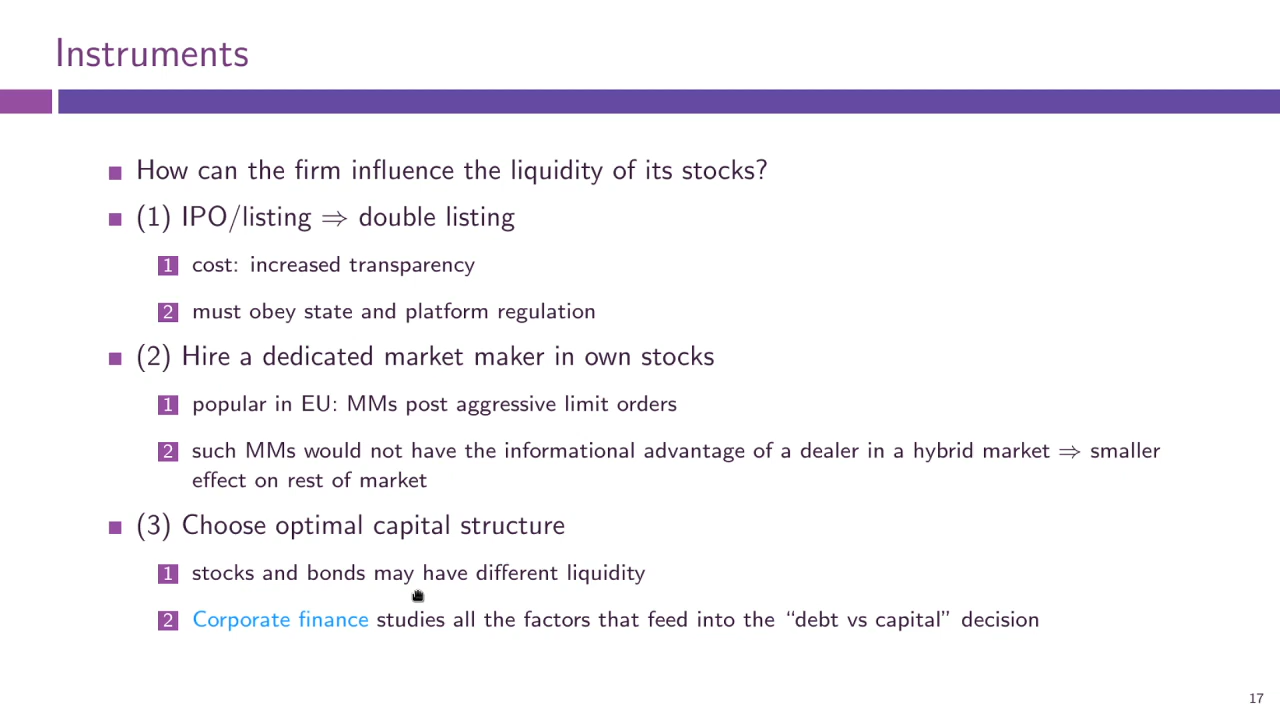 Instruments
How can the firm influence the liquidity of its stocks?
(1) IPO/listing ⇒ double listing
1 cost: increased transparency
2 must obey state and platform regulation
(2) Hire a dedicated market maker in own stocks
1 popular in EU: MMs post aggressive limit orders
2 such MMs would not have the informational advantage of a dealer in a hybrid market ⇒ smaller
effect on rest of market
(3) Choose optimal capital structure
1 stocks and bonds may have different liquidity
2 Corporate finance studies all the factors that feed into the “debt vs capital” decision
17